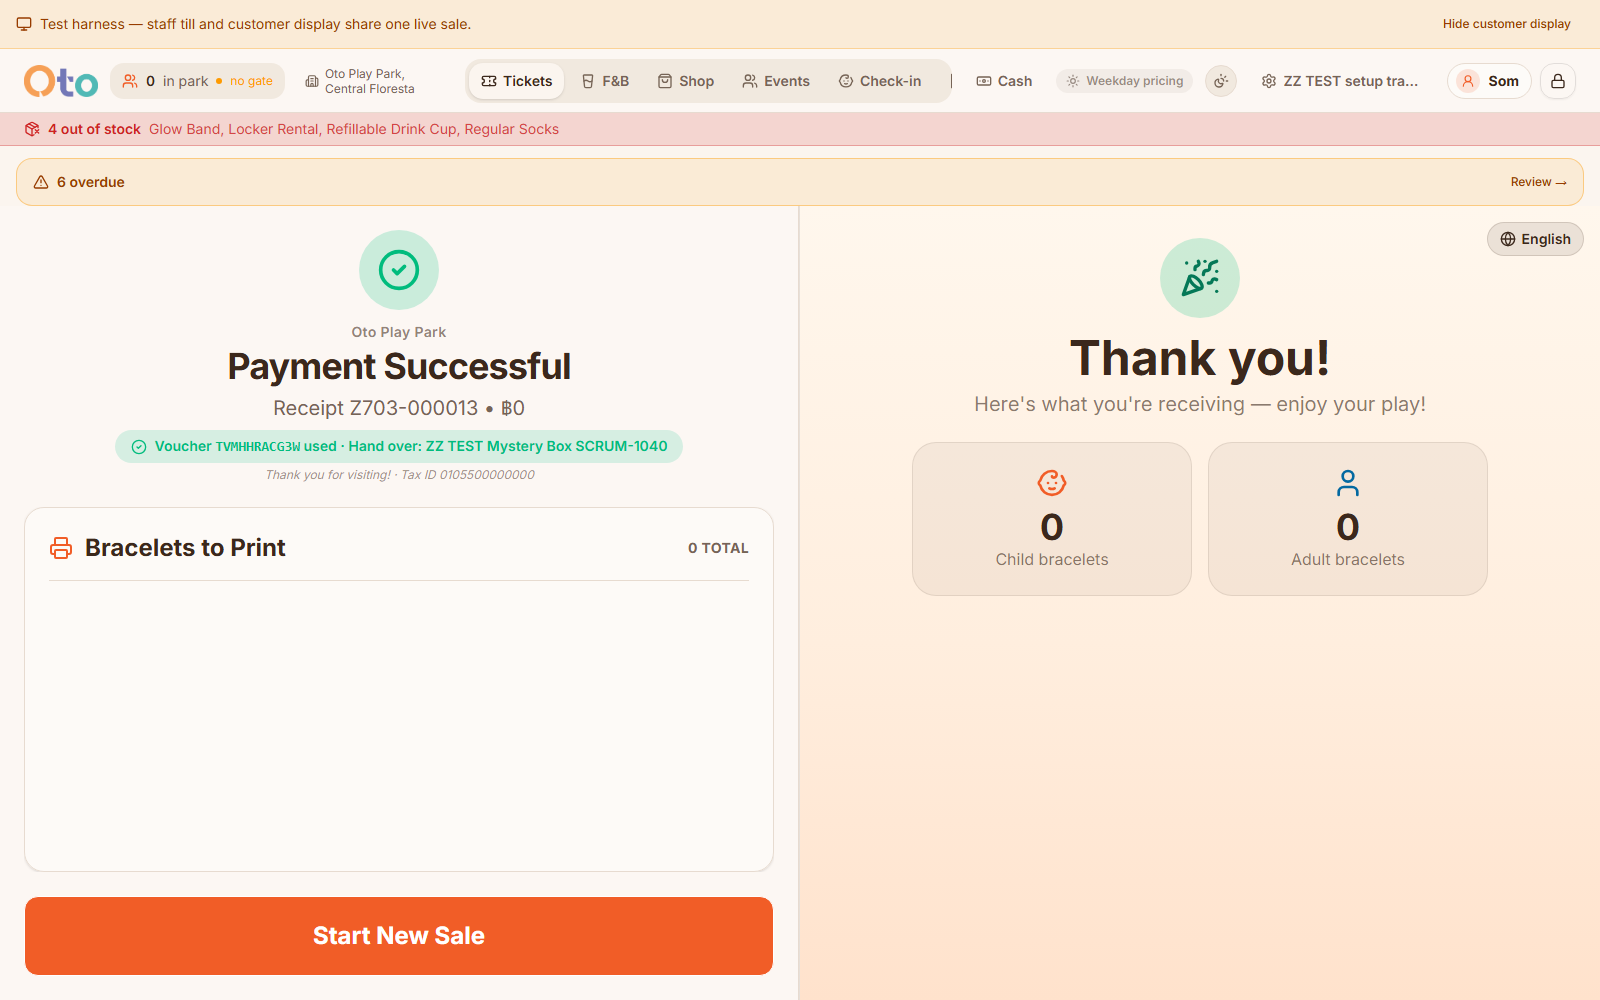 Test harness — staff till and customer display share one live sale.
Hide customer display
Oto
0 in park • no gate
Oto Play Park,
Central Floresta
Tickets
F&B
Shop
Events
Check-in
Cash
Weekday pricing
ZZ TEST setup tra...
Som
4 out of stock Glow Band, Locker Rental, Refillable Drink Cup, Regular Socks
6 overdue
Review →
Oto Play Park
Payment Successful
Receipt Z703-000013 • ฿0
Voucher TVMHHRACG3W used · Hand over: ZZ TEST Mystery Box SCRUM-1040
Thank you for visiting! · Tax ID 0105500000000
Bracelets to Print
0 TOTAL
Start New Sale
English
Thank you!
Here's what you're receiving — enjoy your play!
0
Child bracelets
0
Adult bracelets